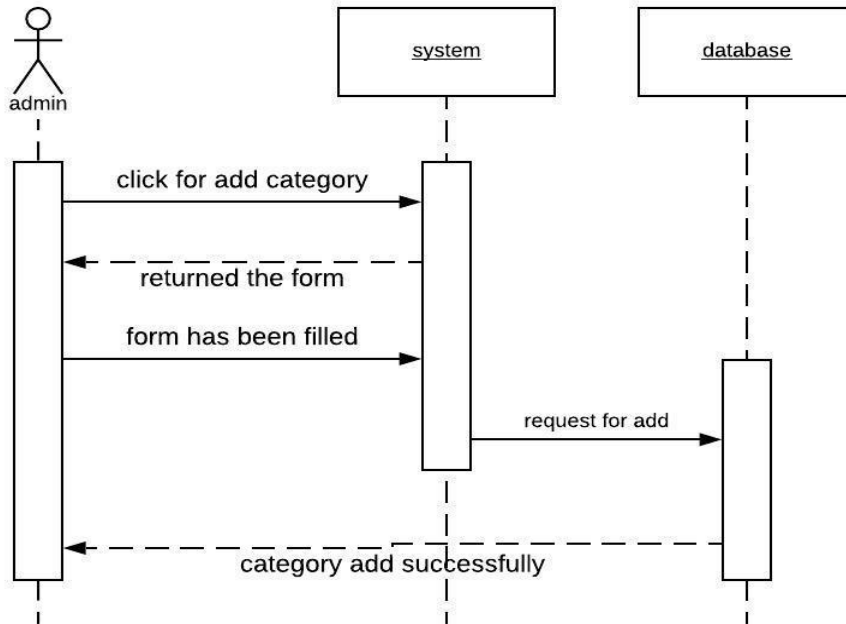 system
database
admin
click for add category
returned the form
form has been filled
request for add
category add successfully